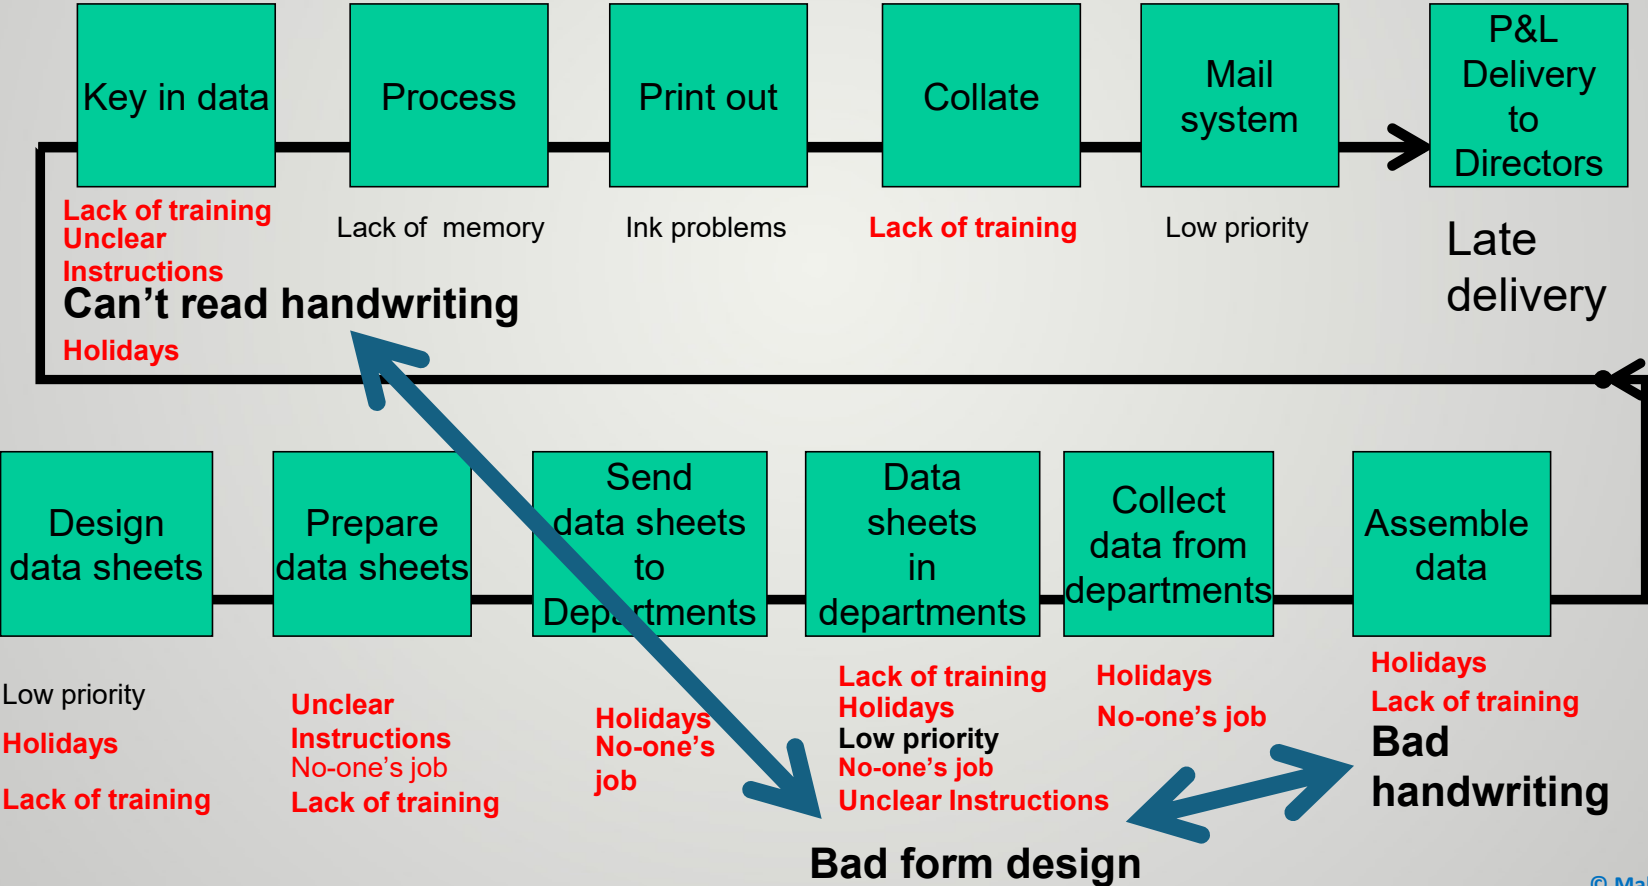 Key in data
Process
Print out
Collate
Mail
system
P&L
Delivery
to
Directors
Lack of training
Unclear
Instructions
Can't read handwriting
Holidays
Lack of memory
Ink problems
Lack of training
Low priority
Late
delivery
Design
data sheets
Prepare
data sheets
Send
data sheets
to
Departments
Data
sheets
in
departments
Collect
data from
departments
Assemble
data
Low priority
Holidays
Lack of training
Unclear
Instructions
No-one's job
Lack of training
Holidays
No-one's
job
Lack of training
Holidays
Low priority
No-one's job
Unclear Instructions
Bad form design
Holidays
No-one's job
Holidays
Lack of training
Bad
handwriting